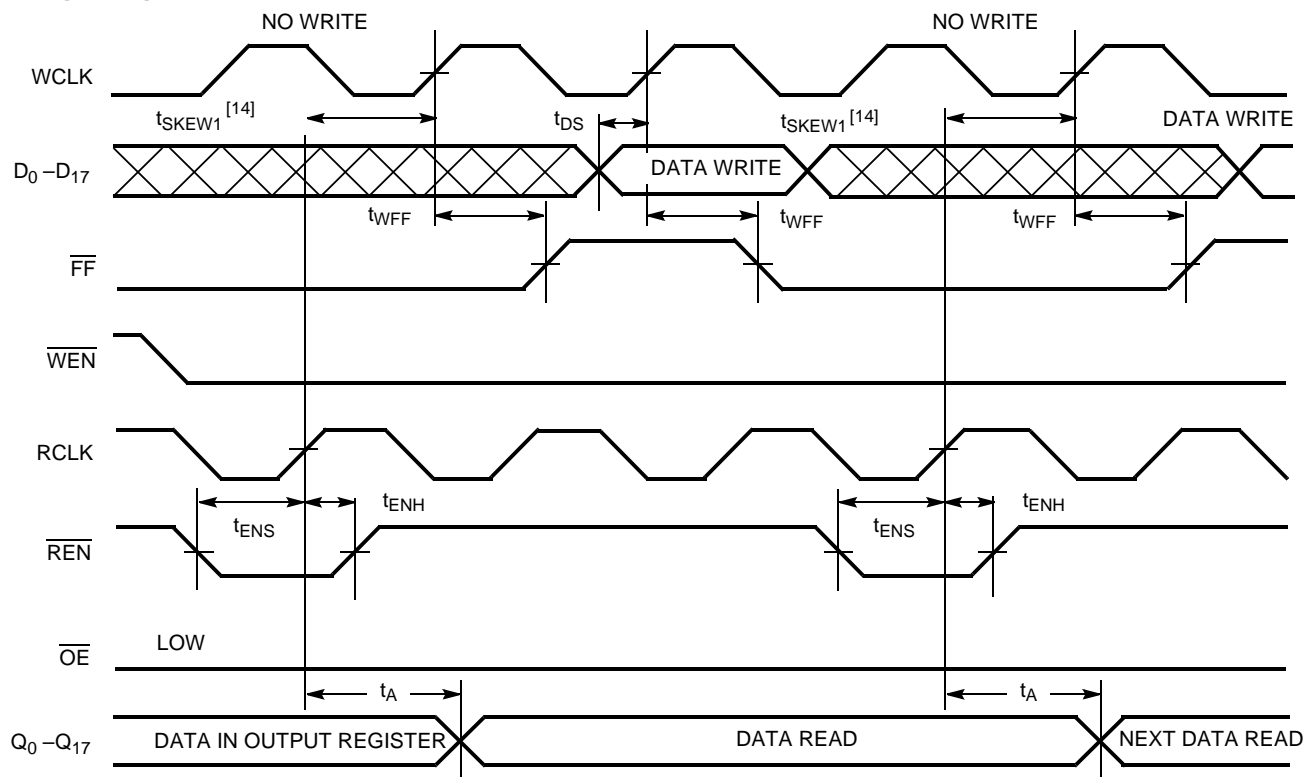 NO WRITE NO WRITE
WCLK
tSKEW1 [14] tDS tSKEW1 [14] DATA WRITE
D0 –D17 DATA WRITE
tWFF tWFF tWFF
FF
WEN
RCLK
tENS tENH tENS tENH
REN
LOW
OE
tA tA
Q0 –Q17 DATA IN OUTPUT REGISTER DATA READ NEXT DATA READ